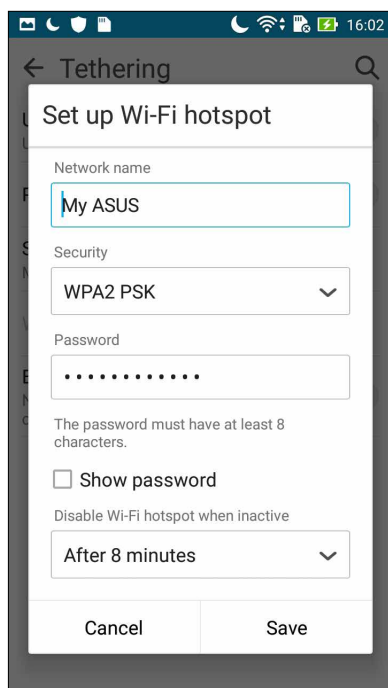 16:02
Tethering
Set up Wi-Fi hotspot
Network name
My ASUS
Security
WPA2 PSK
Password
••••••••••••
The password must have at least 8
characters.
Show password
Disable Wi-Fi hotspot when inactive
After 8 minutes
Cancel
Save